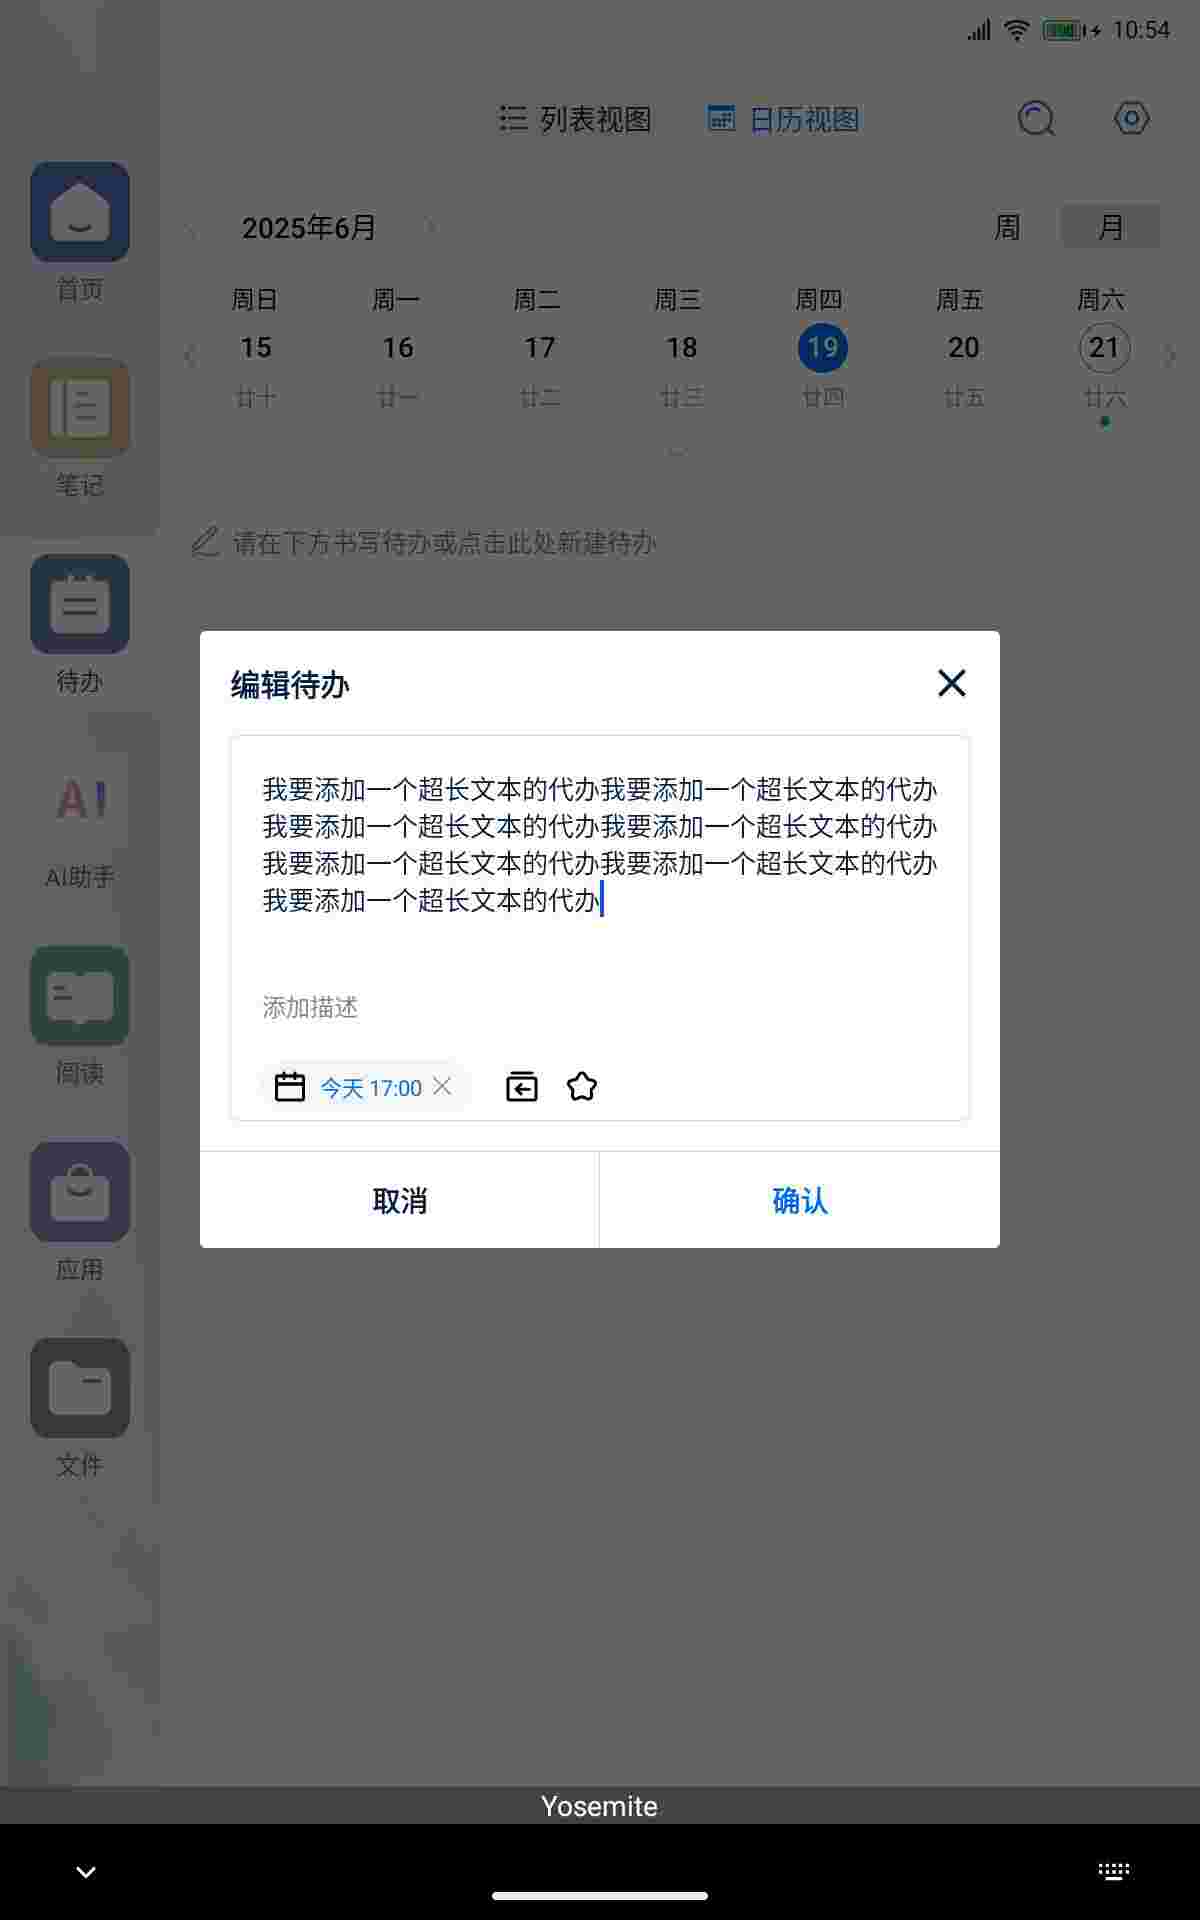 10:54
列表视图 日历视图
2025年6月 周 月
周日 周一 周二 周三 周四 周五 周六
15 16 17 18 19 20 21
廿十 廿一 廿二 廿三 廿四 廿五 廿六
请在下方书写待办或点击此处新建待办
首页
笔记
待办
AI
AI助手
阅读
应用
文件
编辑待办
我要添加一个超长文本的代办我要添加一个超长文本的代办
我要添加一个超长文本的代办我要添加一个超长文本的代办
我要添加一个超长文本的代办我要添加一个超长文本的代办
我要添加一个超长文本的代办
添加描述
今天 17:00
取消 确认
Yosemite